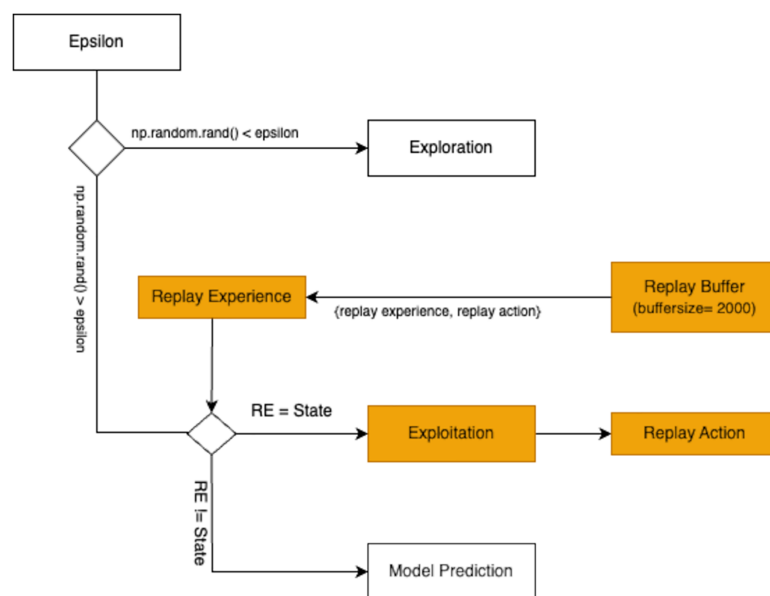 Epsilon
np.random.rand() < epsilon
Exploration
np.random.rand() > epsilon
Replay Experience
{replay experience, replay action}
Replay Buffer
(buffersize= 2000)
RE = State
Exploitation
Replay Action
RE != State
Model Prediction